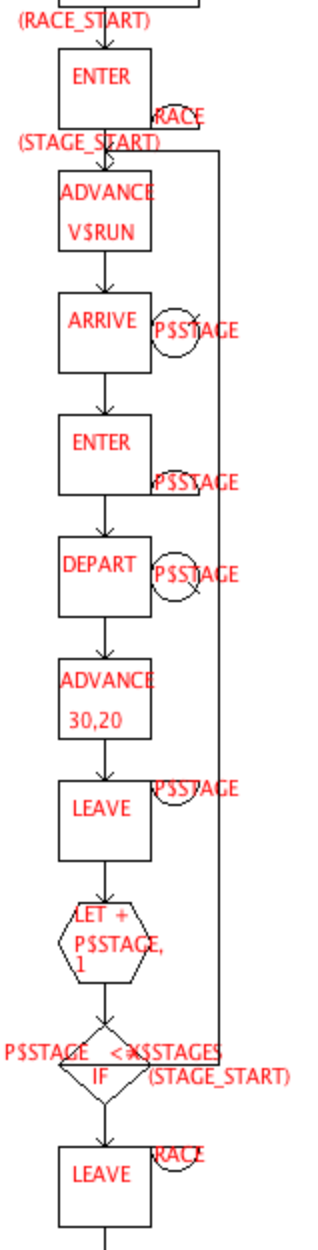 (RACE_START)
ENTER
RACE
(STAGE_START)
ADVANCE
V$RUN
ARRIVE
P$STAGE
ENTER
P$STAGE
DEPART
P$STAGE
ADVANCE
30,20
P$STAGE
LEAVE
LET +
P$STAGE,
1
P$STAGE <= X$STAGES
IF (STAGE_START)
RACE
LEAVE